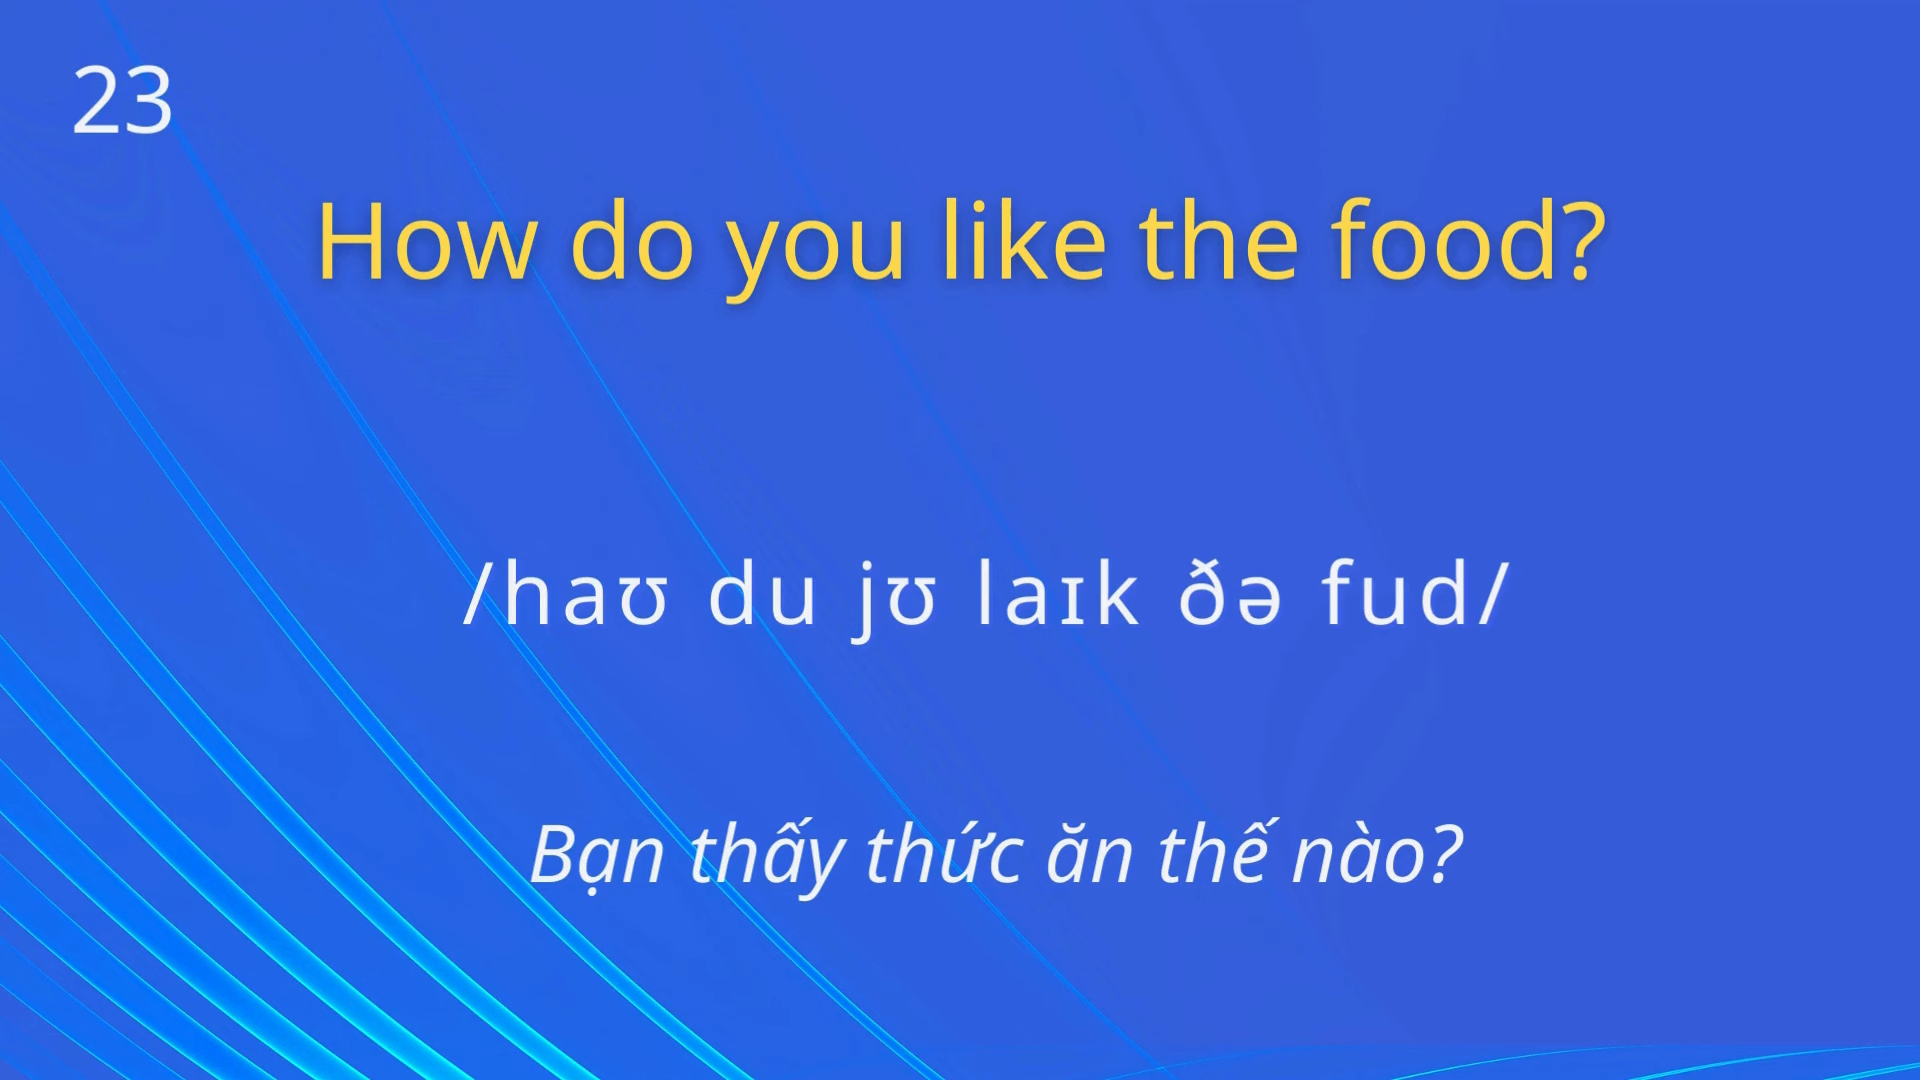 23
How do you like the food?
/haʊ du jʊ laɪk ðə fud/
Bạn thấy thức ăn thế nào?